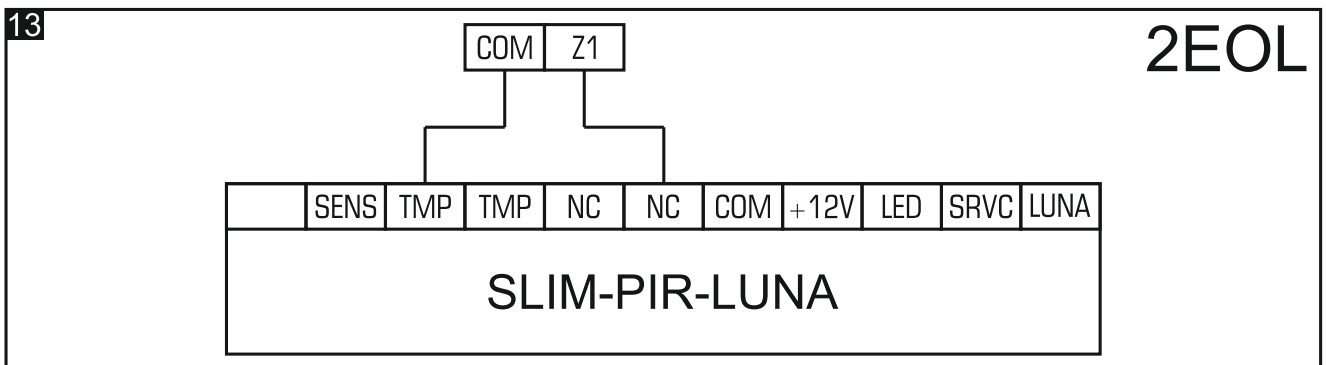 13
COM Z1
2EOL
SENS TMP TMP NC NC COM +12V LED SRVC LUNA
SLIM-PIR-LUNA